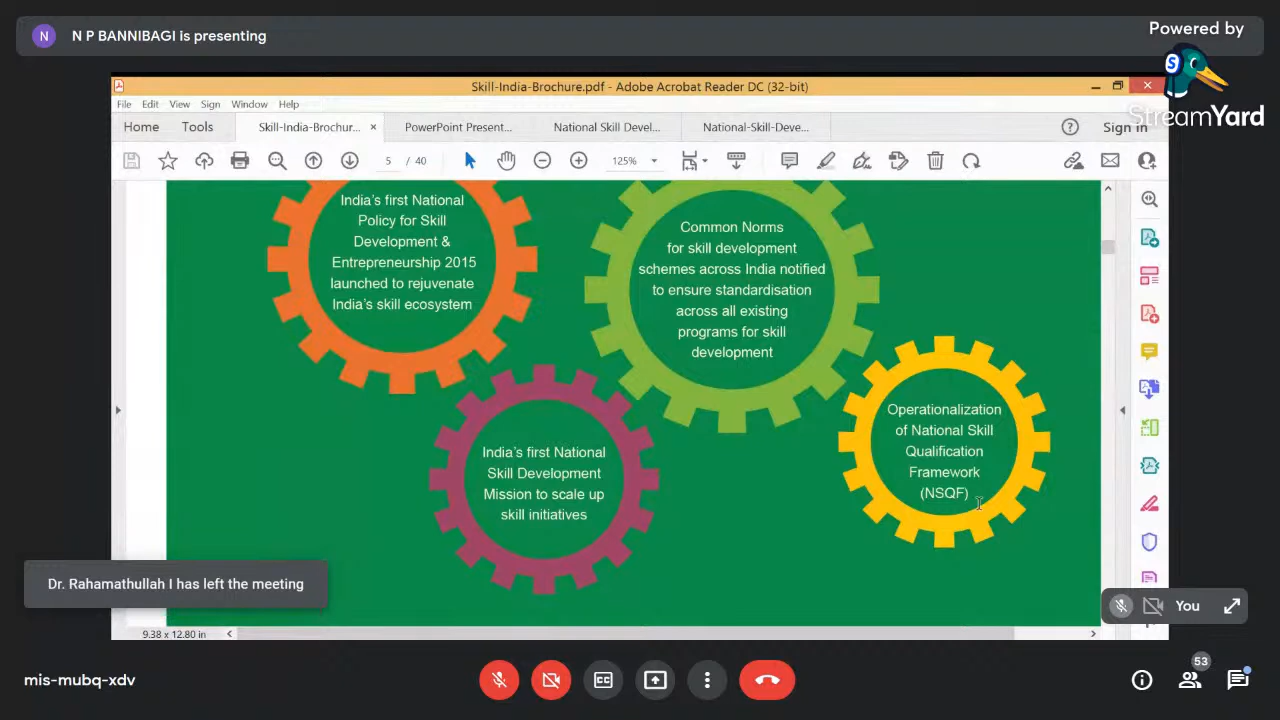 N
N P BANNIBAGI is presenting
Powered by
S
StreamYard
Skill-India-Brochure.pdf - Adobe Acrobat Reader DC (32-bit)
File Edit View Sign Window Help
Home Tools Skill-India-Brochur... × PowerPoint Present... National Skill Devel... National-Skill-Deve... Sign In
5 / 40 125%
India's first National
Policy for Skill
Development &
Entrepreneurship 2015
launched to rejuvenate
India's skill ecosystem
Common Norms
for skill development
schemes across India notified
to ensure standardisation
across all existing
programs for skill
development
India's first National
Skill Development
Mission to scale up
skill initiatives
Operationalization
of National Skill
Qualification
Framework
(NSQF)
Dr. Rahamathullah I has left the meeting
You
9.38 x 12.80 in
mis-mubq-xdv
CC
53